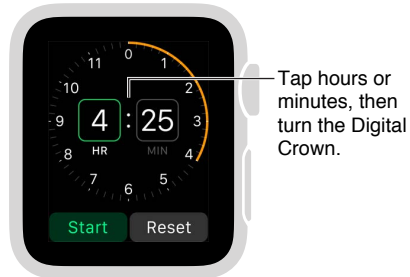 0
11
1
10
2
9
4 : 25
3
HR
MIN
8
4
7
5
6
Start
Reset
Tap hours or
minutes, then
turn the Digital
Crown.